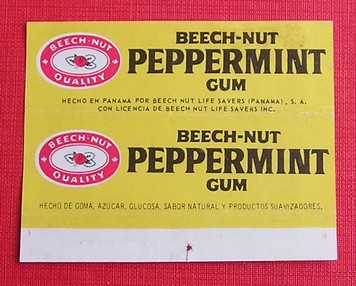 BEECH-NUT
QUALITY
BEECH-NUT
PEPPERMINT
GUM
HECHO EN PANAMA POR BEECH NUT LIFE SAVERS (PANAMA), S. A.
CON LICENCIA DE BEECH NUT LIFE SAVERS INC.
BEECH-NUT
QUALITY
BEECH-NUT
PEPPERMINT
GUM
HECHO DE GOMA, AZUCAR, GLUCOSA, SABOR NATURAL Y PRODUCTOS SUAVIZADORES.